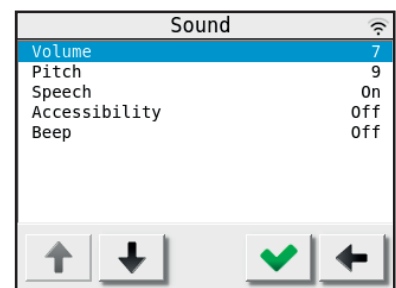 Sound
Volume 7
Pitch 9
Speech On
Accessibility Off
Beep Off